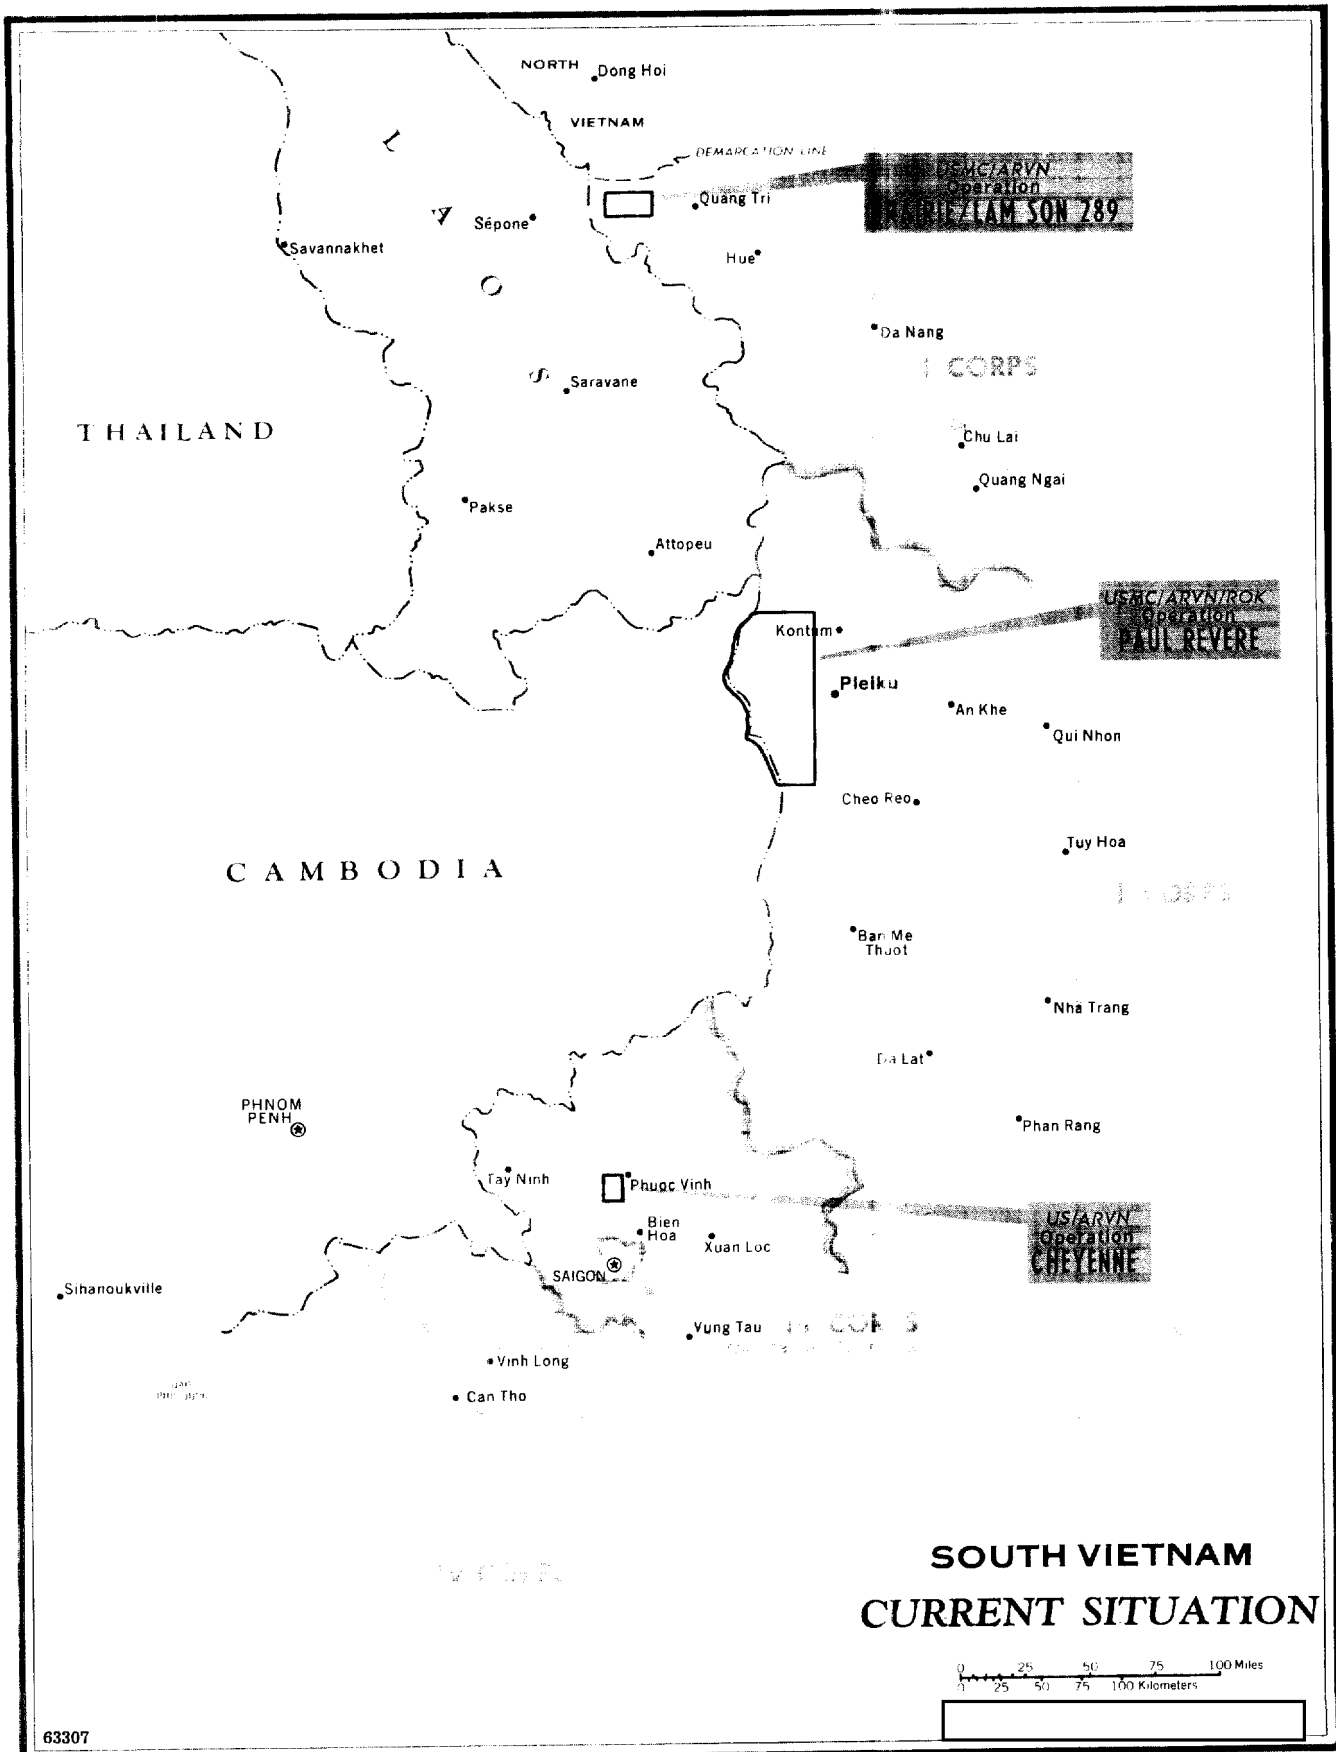 NORTH
Dong Hoi
VIETNAM
DEMARCATION LINE
USMC/ARVN
Operation
PRAIRIE/LAM SON 289
LAOS
Quang Tri
Sépone
Savannakhet
Hue
Da Nang
I CORPS
Saravane
THAILAND
Chu Lai
Quang Ngai
Pakse
Attopeu
USMC/ARVN/ROK
Operation
PAUL REVERE
Kontum
Pleiku
An Khe
Qui Nhon
Cheo Reo
Tuy Hoa
CAMBODIA
CORPS
Ban Me
Thuot
Nha Trang
Da Lat
PHNOM
PENH
Phan Rang
Tay Ninh
Phuoc Vinh
US/ARVN
Operation
CHEYENNE
Bien
Hoa
Xuan Loc
SAIGON
Sihanoukville
Vung Tau
CORPS
Vinh Long
Can Tho
SOUTH VIETNAM
CURRENT SITUATION
0 25 50 75 100 Miles
0 25 50 75 100 Kilometers
63307